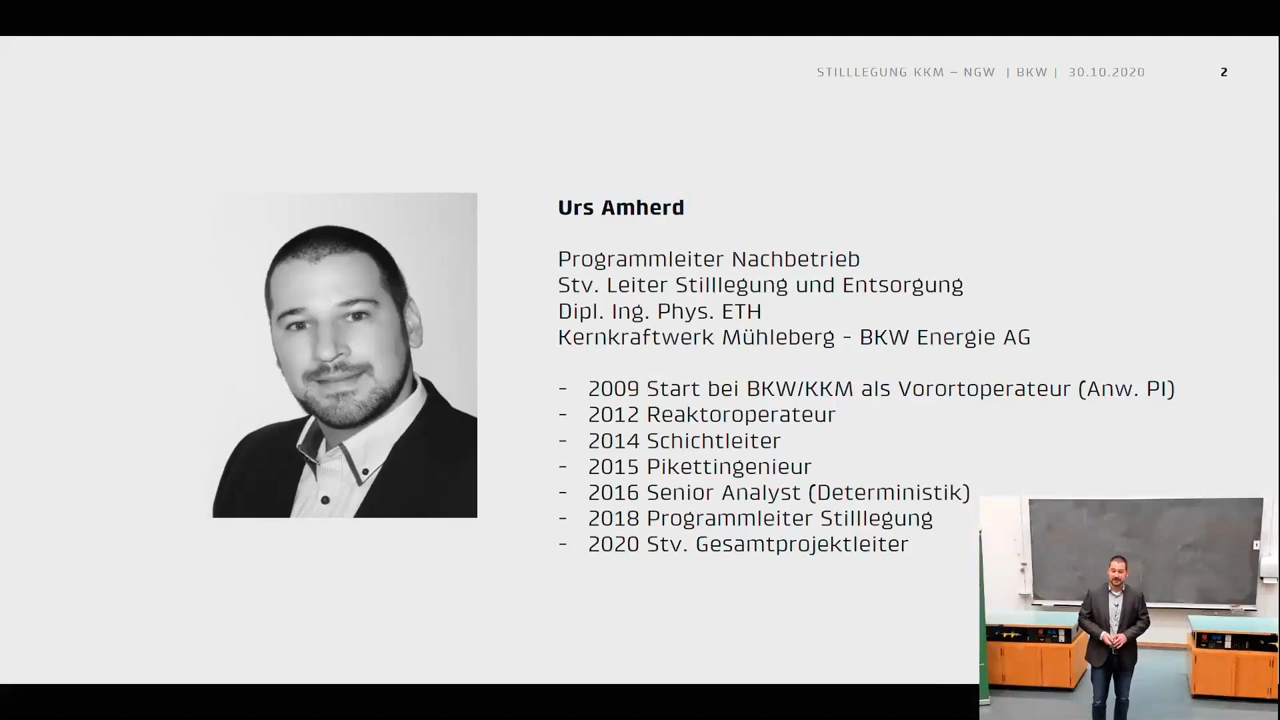 STILLLEGUNG KKM – NGW | BKW | 30.10.2020 2
Urs Amherd
Programmleiter Nachbetrieb
Stv. Leiter Stilllegung und Entsorgung
Dipl. Ing. Phys. ETH
Kernkraftwerk Mühleberg - BKW Energie AG
- 2009 Start bei BKW/KKM als Vorortoperateur (Anw. PI)
- 2012 Reaktoroperateur
- 2014 Schichtleiter
- 2015 Pikettingenieur
- 2016 Senior Analyst (Deterministik)
- 2018 Programmleiter Stilllegung
- 2020 Stv. Gesamtprojektleiter